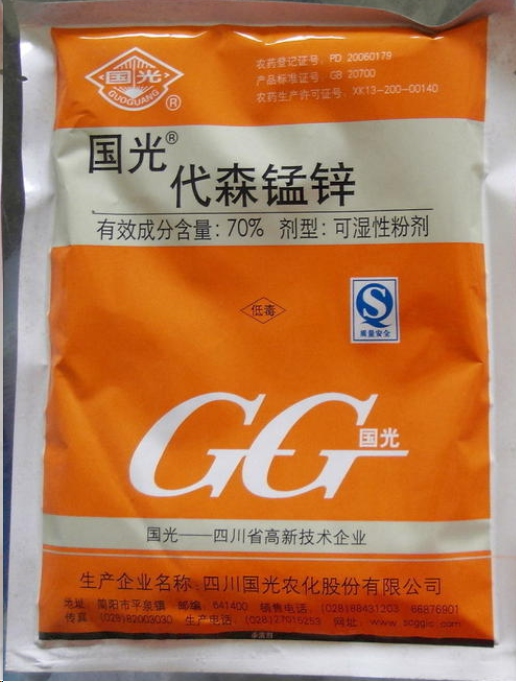 国光
GUOGUANG
®
农药登记证号: PD 20060179
产品标准证号: GB 20700
农药生产许可证号: XK13-200-00140
国光®
代森锰锌
有效成分含量: 70% 剂型: 可湿性粉剂
低毒
质量安全
GG国光
国光——四川省高新技术企业
生产企业名称: 四川国光农化股份有限公司
地址: 简阳市平泉镇 邮编: 641400 销售电话: (028)88431203 66876901
传真: (028)82003030 生产电话: (028)27015253 网址: www.scggic.com
杀菌剂